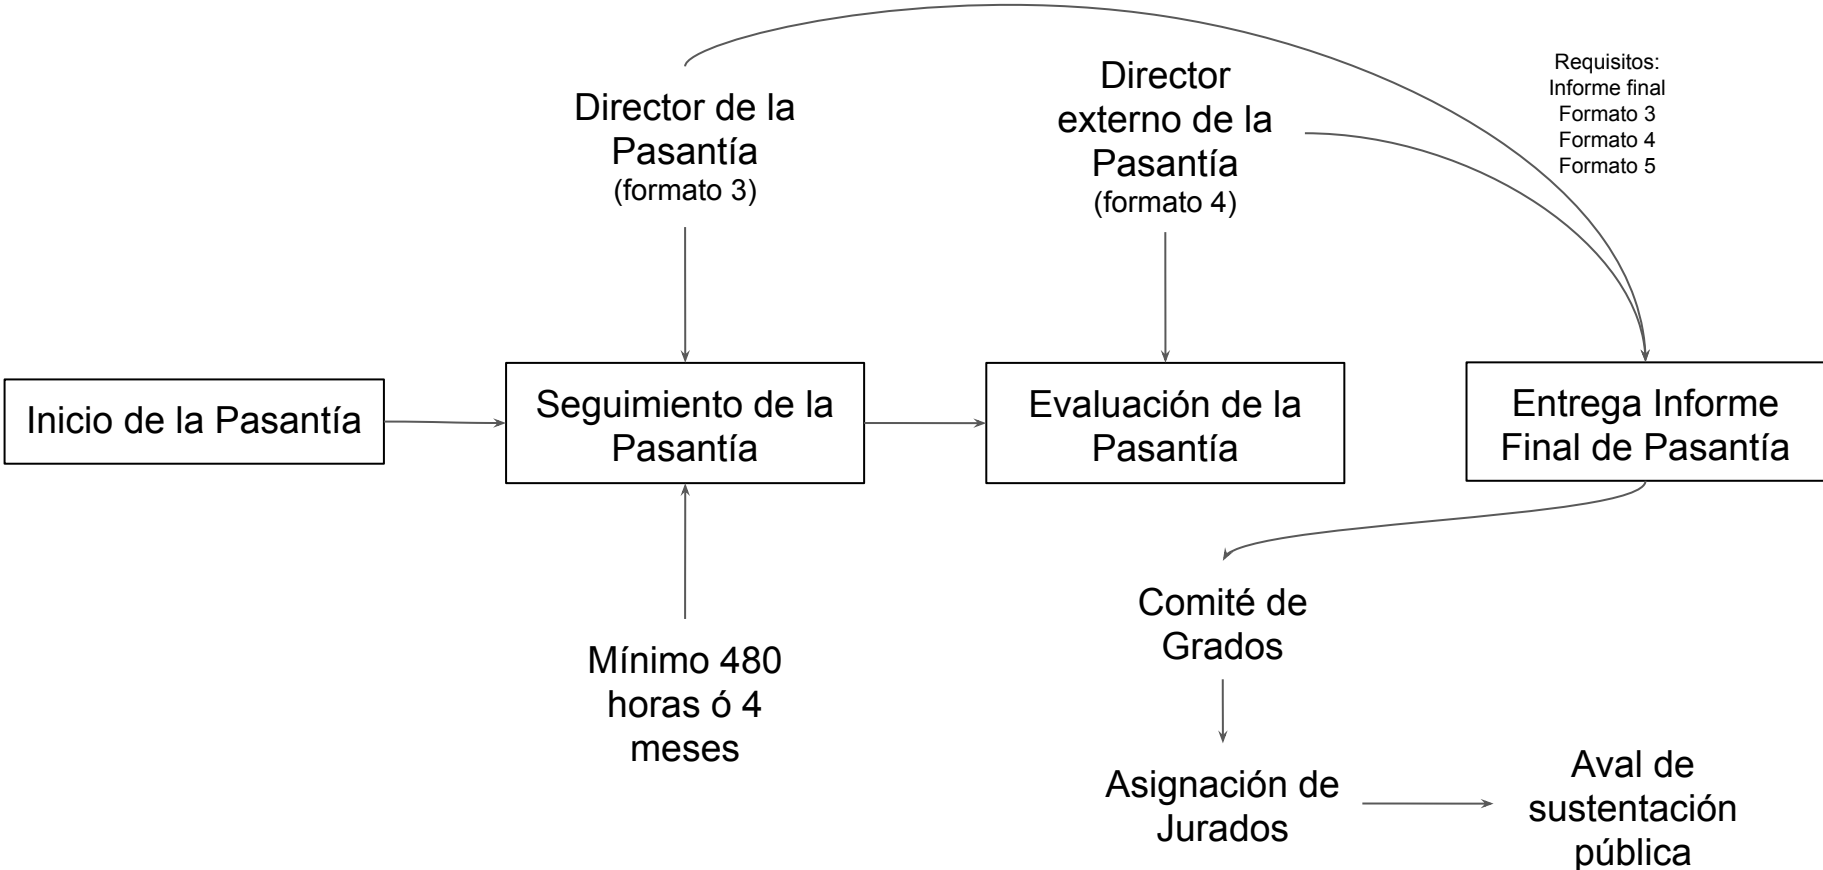 Director de la
Pasantía
(formato 3)
Director
externo de la
Pasantía
(formato 4)
Requisitos:
Informe final
Formato 3
Formato 4
Formato 5
Inicio de la Pasantía
Seguimiento de la
Pasantía
Evaluación de la
Pasantía
Entrega Informe
Final de Pasantía
Mínimo 480
horas ó 4
meses
Comité de
Grados
Asignación de
Jurados
Aval de
sustentación
pública